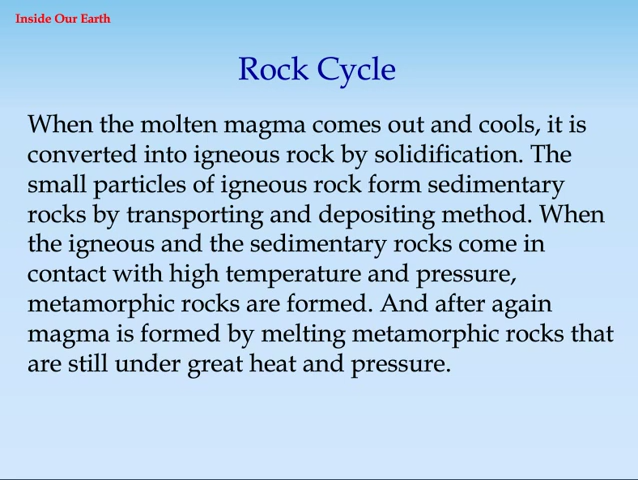 Inside Our Earth
Rock Cycle
When the molten magma comes out and cools, it is
converted into igneous rock by solidification. The
small particles of igneous rock form sedimentary
rocks by transporting and depositing method. When
the igneous and the sedimentary rocks come in
contact with high temperature and pressure,
metamorphic rocks are formed. And after again
magma is formed by melting metamorphic rocks that
are still under great heat and pressure.